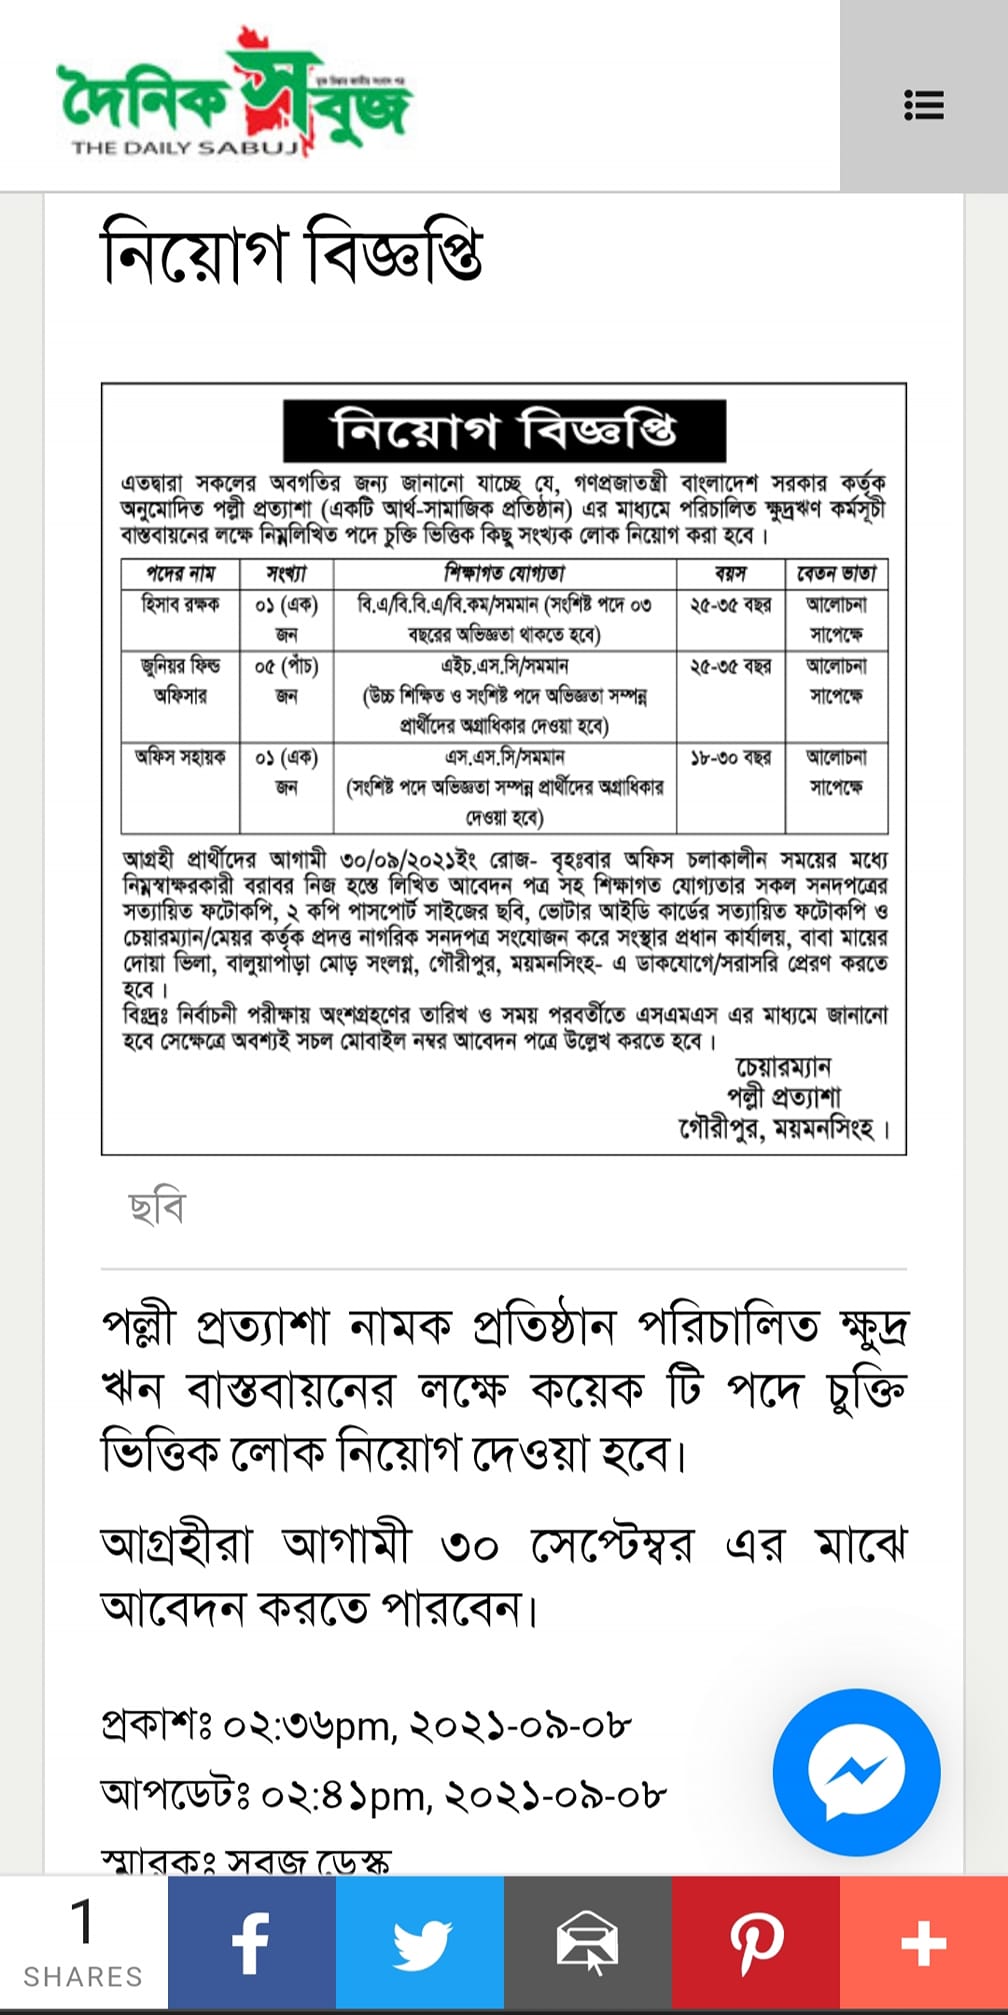 দৈনিক সবুজ
THE DAILY SABUJ
নিয়োগ বিজ্ঞপ্তি
নিয়োগ বিজ্ঞপ্তি
এতদ্বারা সকলের অবগতির জন্য জানানো যাচ্ছে যে, গণপ্রজাতন্ত্রী বাংলাদেশ সরকার কর্তৃক
অনুমোদিত পল্লী প্রত্যাশা (একটি আর্থ-সামাজিক প্রতিষ্ঠান) এর মাধ্যমে পরিচালিত ক্ষুদ্রঋণ কর্মসূচী
বাস্তবায়নের লক্ষে নিম্নলিখিত পদে চুক্তি ভিত্তিক কিছু সংখ্যক লোক নিয়োগ করা হবে।
পদের নাম সংখ্যা শিক্ষাগত যোগ্যতা বয়স বেতন ভাতা
হিসাব রক্ষক ০১ (এক) বি.এ/বি.বি.এ/বি.কম/সমমান (সংশিষ্ট পদে ০৩ ২৫-৩৫ বছর আলোচনা
জন বছরের অভিজ্ঞতা থাকতে হবে) সাপেক্ষে
জুনিয়র ফিল্ড ০৫ (পাঁচ) এইচ.এস.সি/সমমান ২৫-৩৫ বছর আলোচনা
অফিসার জন (উচ্চ শিক্ষিত ও সংশিষ্ট পদে অভিজ্ঞতা সম্পন্ন সাপেক্ষে
প্রার্থীদের অগ্রাধিকার দেওয়া হবে)
অফিস সহায়ক ০১ (এক) এস.এস.সি/সমমান ১৮-৩০ বছর আলোচনা
জন (সংশিষ্ট পদে অভিজ্ঞতা সম্পন্ন প্রার্থীদের অগ্রাধিকার সাপেক্ষে
দেওয়া হবে)
আগ্রহী প্রার্থীদের আগামী ৩০/০৯/২০২১ইং রোজ- বৃহঃবার অফিস চলাকালীন সময়ের মধ্যে
নিম্নস্বাক্ষরকারী বরাবর নিজ হস্তে লিখিত আবেদন পত্র সহ শিক্ষাগত যোগ্যতার সকল সনদপত্রের
সত্যায়িত ফটোকপি, ২ কপি পাসপোর্ট সাইজের ছবি, ভোটার আইডি কার্ডের সত্যায়িত ফটোকপি ও
চেয়ারম্যান/মেয়র কর্তৃক প্রদত্ত নাগরিক সনদপত্র সংযোজন করে সংস্থার প্রধান কার্যালয়, বাবা মায়ের
দোয়া ভিলা, বালুয়াপাড়া মোড় সংলগ্ন, গৌরীপুর, ময়মনসিংহ- এ ডাকযোগে/সরাসরি প্রেরণ করতে
হবে।
বিঃদ্রঃ নির্বাচনী পরীক্ষায় অংশগ্রহণের তারিখ ও সময় পরবর্তীতে এসএমএস এর মাধ্যমে জানানো
হবে সেক্ষেত্রে অবশ্যই সচল মোবাইল নম্বর আবেদন পত্রে উল্লেখ করতে হবে।
চেয়ারম্যান
পল্লী প্রত্যাশা
গৌরীপুর, ময়মনসিংহ।
ছবি
পল্লী প্রত্যাশা নামক প্রতিষ্ঠান পরিচালিত ক্ষুদ্র
ঋন বাস্তবায়নের লক্ষে কয়েক টি পদে চুক্তি
ভিত্তিক লোক নিয়োগ দেওয়া হবে।
আগ্রহীরা আগামী ৩০ সেপ্টেম্বর এর মাঝে
আবেদন করতে পারবেন।
প্রকাশঃ ০২:৩৬pm, ২০২১-০৯-০৮
আপডেটঃ ০২:৪১pm, ২০২১-০৯-০৮
স্মারকঃ সবুজ ডেস্ক
1
SHARES